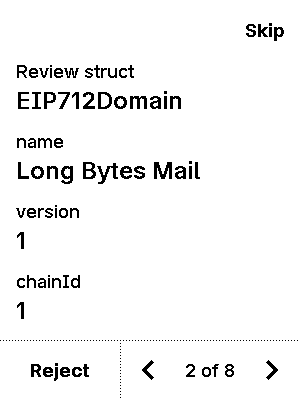 Skip
Review struct
EIP712Domain
name
Long Bytes Mail
version
1
chainId
1
Reject
2 of 8